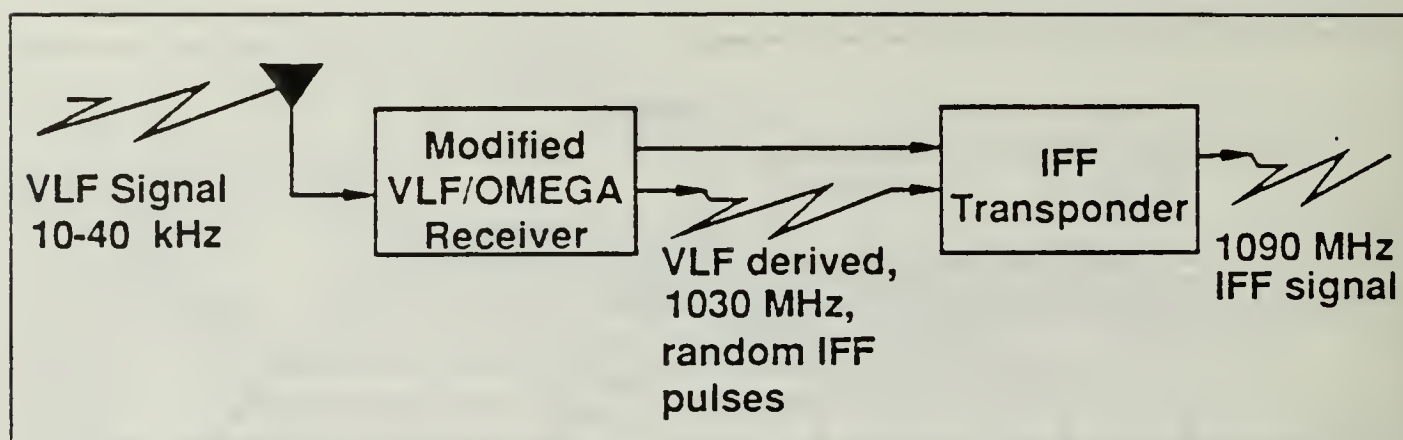 VLF Signal
10-40 kHz
Modified
VLF/OMEGA
Receiver
VLF derived,
1030 MHz,
random IFF
pulses
IFF
Transponder
1090 MHz
IFF signal